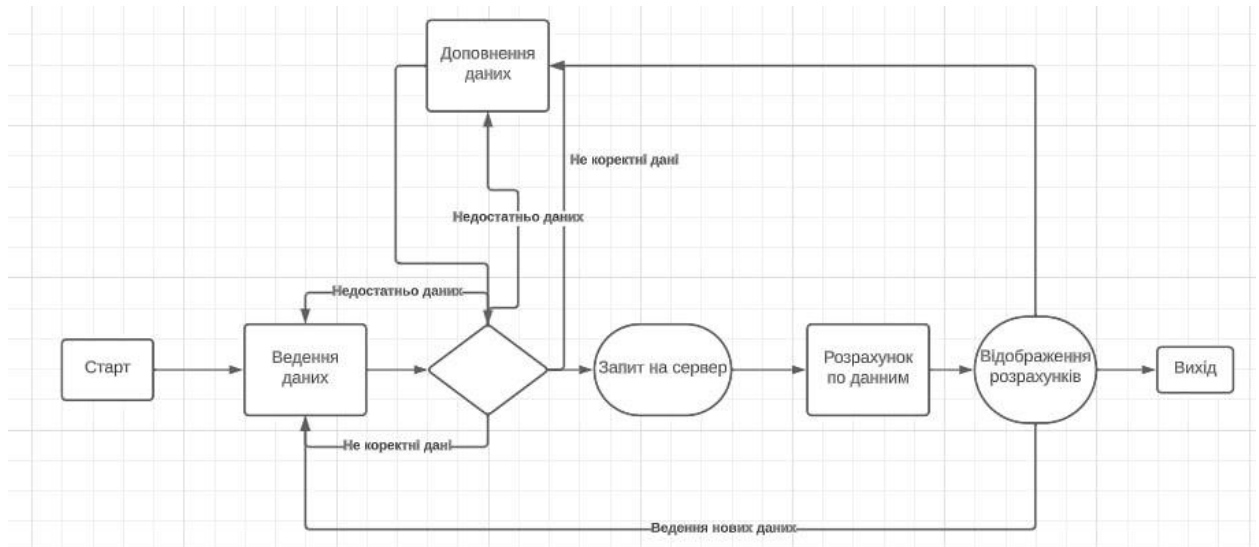 Доповнення
даних
Не коректні дані
Недостатньо даних
Недостатньо даних
Старт
Ведення
даних
Запит на сервер
Розрахунок
по данним
Відображення
розрахунків
Вихід
Не коректні дані
Ведення нових даних